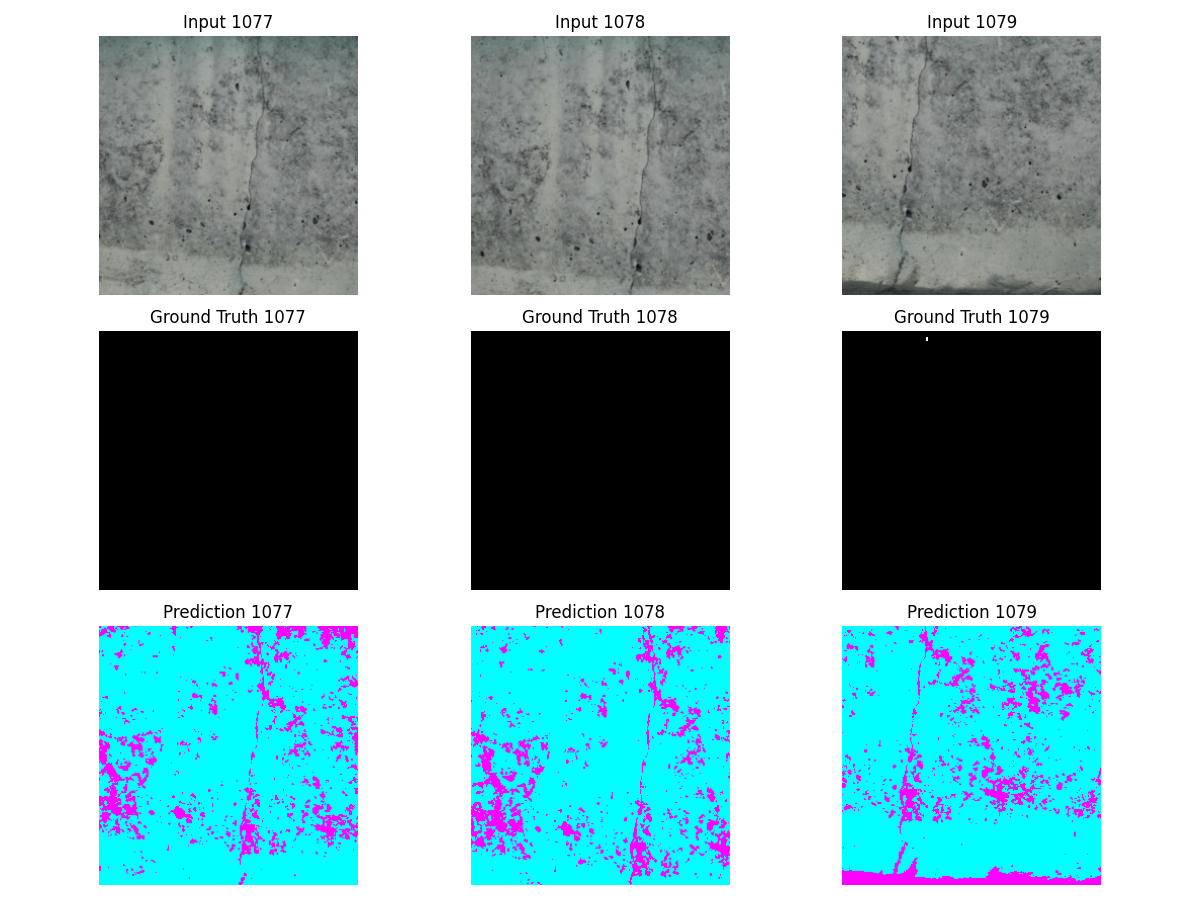 Input 1077
Input 1078
Input 1079
Ground Truth 1077
Ground Truth 1078
Ground Truth 1079
Prediction 1077
Prediction 1078
Prediction 1079